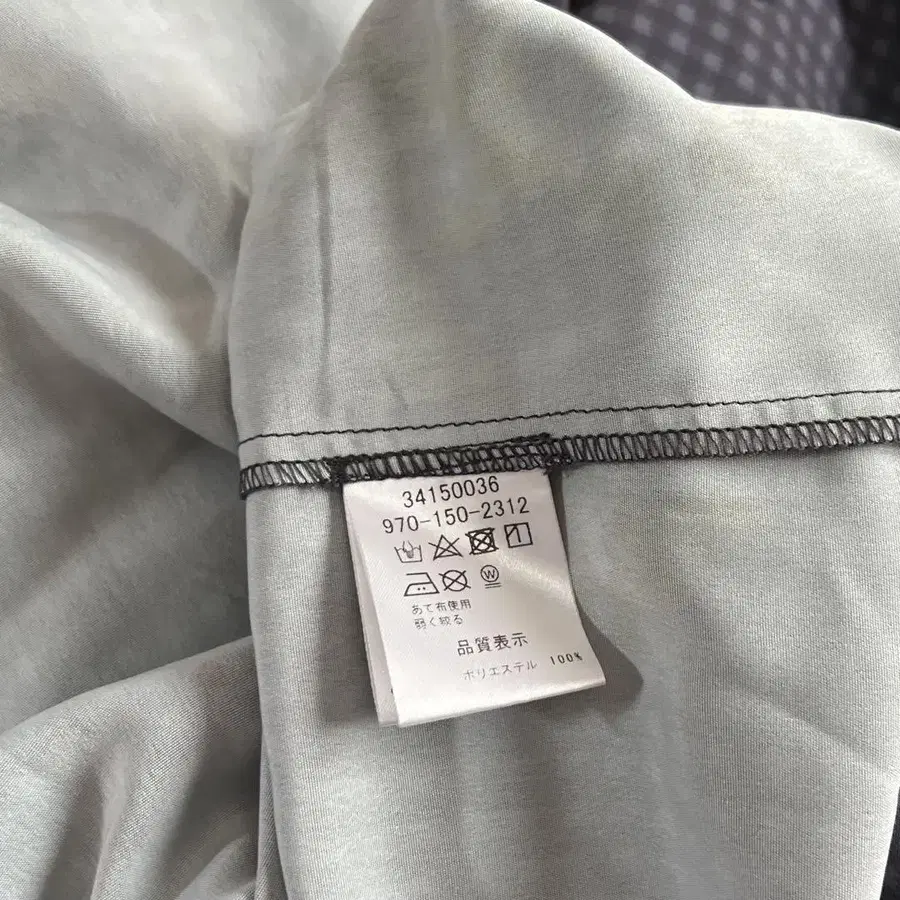 34150036
970-150-2312
W
あて布使用
弱く絞る
品質表示
ポリエステル 100%